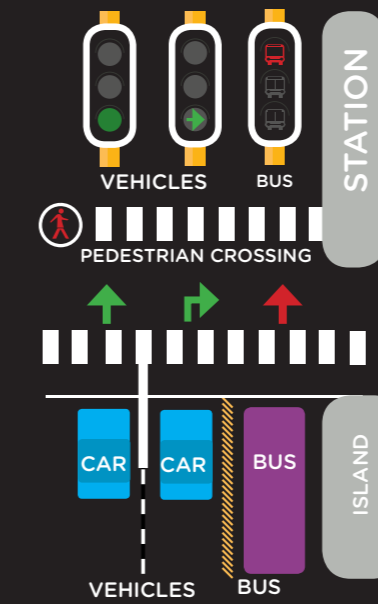 STATION
VEHICLES
BUS
PEDESTRIAN CROSSING
CAR
CAR
BUS
ISLAND
VEHICLES
BUS